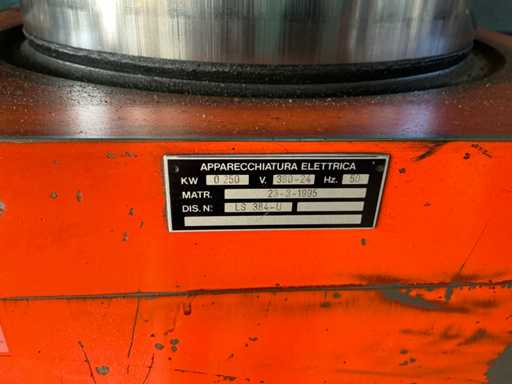 APPARECCHIATURA ELETTRICA
KW 0.250 V. 380-24 Hz. 50
MATR. 23-3-1995
DIS. N: LS 384-U